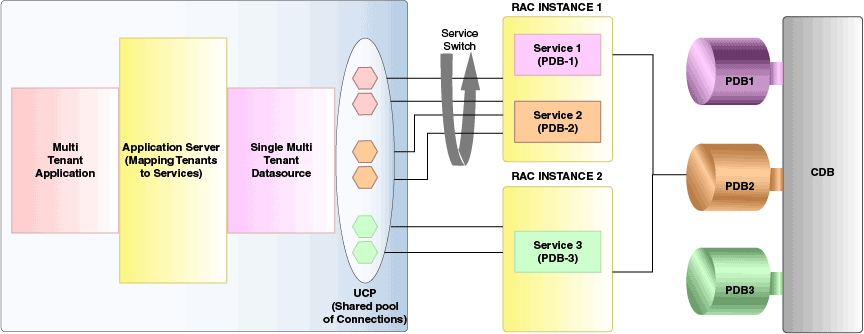 Multi
Tenant
Application
Application Server
(Mapping Tenants
to Services)
Single Multi
Tenant
Datasource
UCP
(Shared pool
of Connections)
Service
Switch
RAC INSTANCE 1
Service 1
(PDB-1)
Service 2
(PDB-2)
RAC INSTANCE 2
Service 3
(PDB-3)
PDB1
PDB2
PDB3
CDB